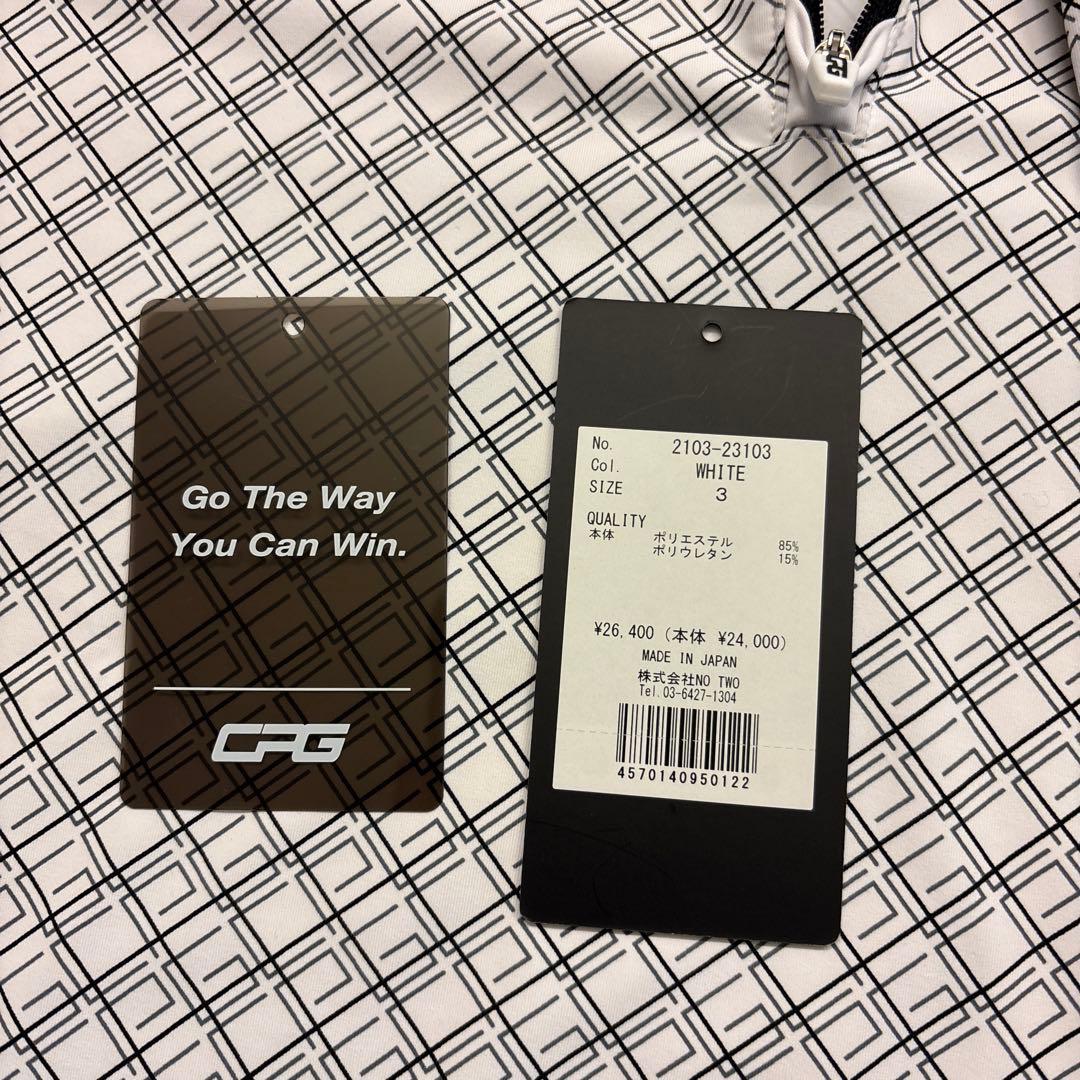 Go The Way
You Can Win.
CPG
No. 2103-23103
Col. WHITE
SIZE 3
QUALITY
本体 ポリエステル 85%
ポリウレタン 15%
¥26,400 (本体 ¥24,000)
MADE IN JAPAN
株式会社NO TWO
Tel.03-6427-1304
4570140950122